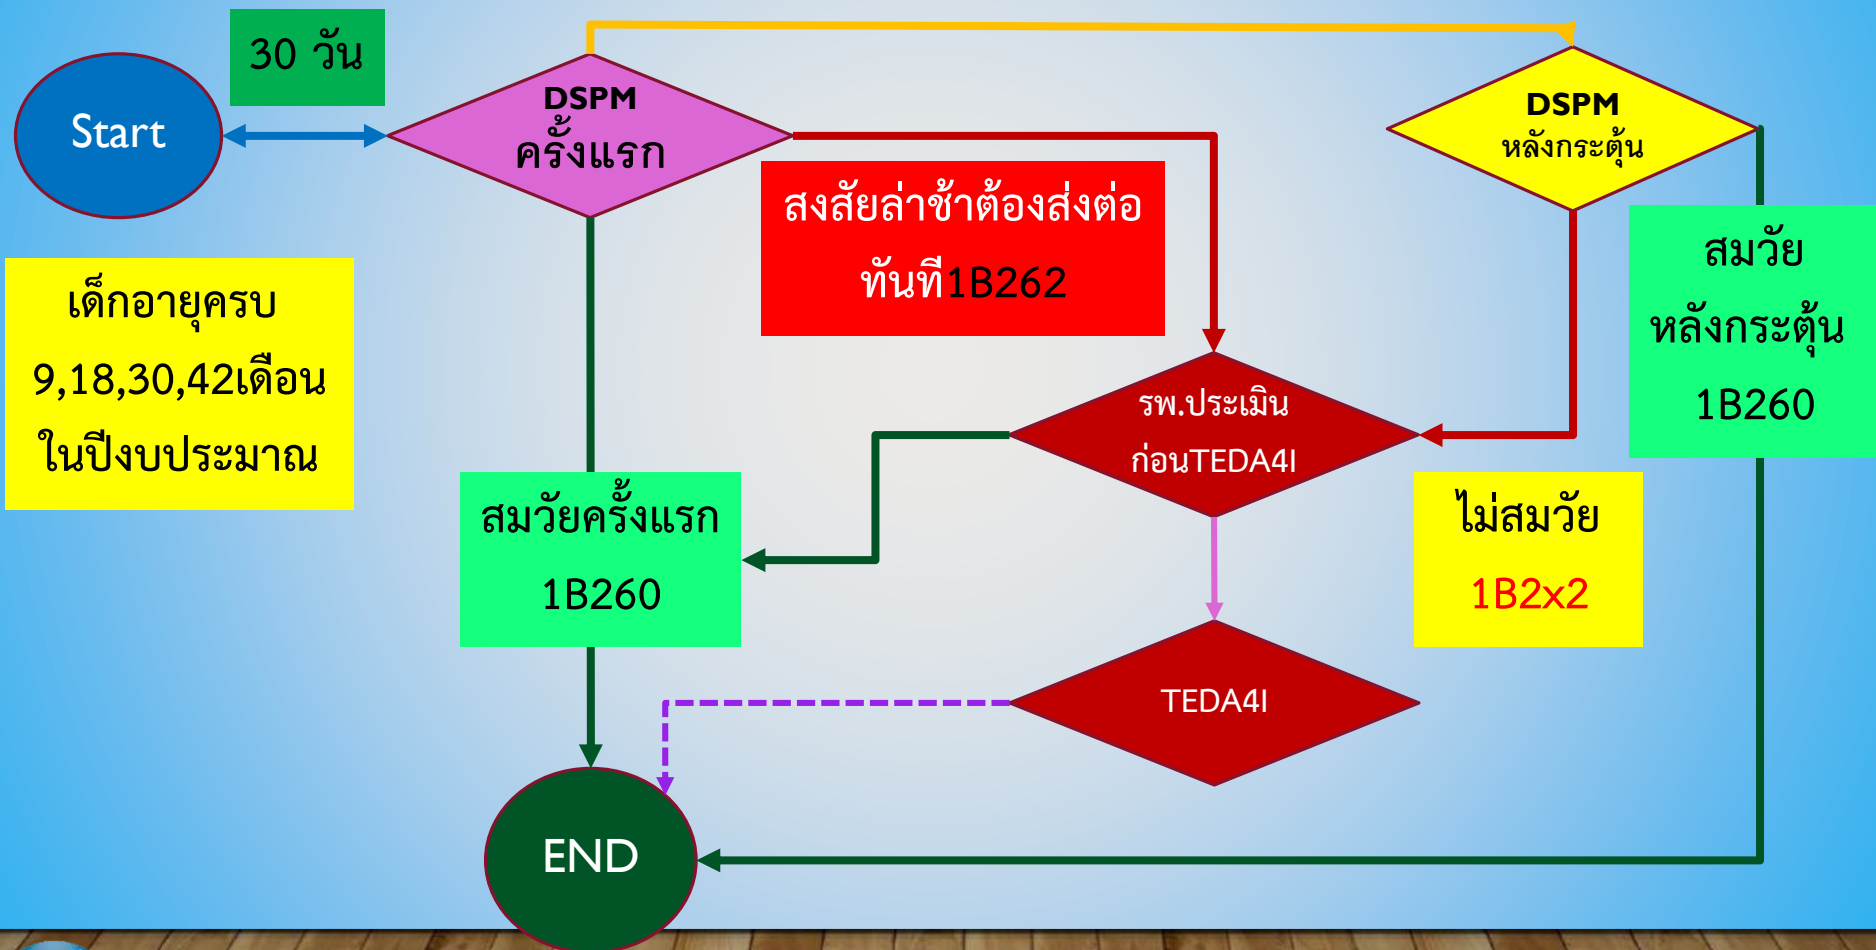 30 วัน
Start
DSPM
ครั้งแรก
DSPM
หลังกระตุ้น
สงสัยล่าช้าต้องส่งต่อ
ทันที1B262
สมวัย
หลังกระตุ้น
1B260
เด็กอายุครบ
9,18,30,42เดือน
ในปีงบประมาณ
รพ.ประเมิน
ก่อนTEDA4I
สมวัยครั้งแรก
1B260
ไม่สมวัย
1B2x2
TEDA4I
END